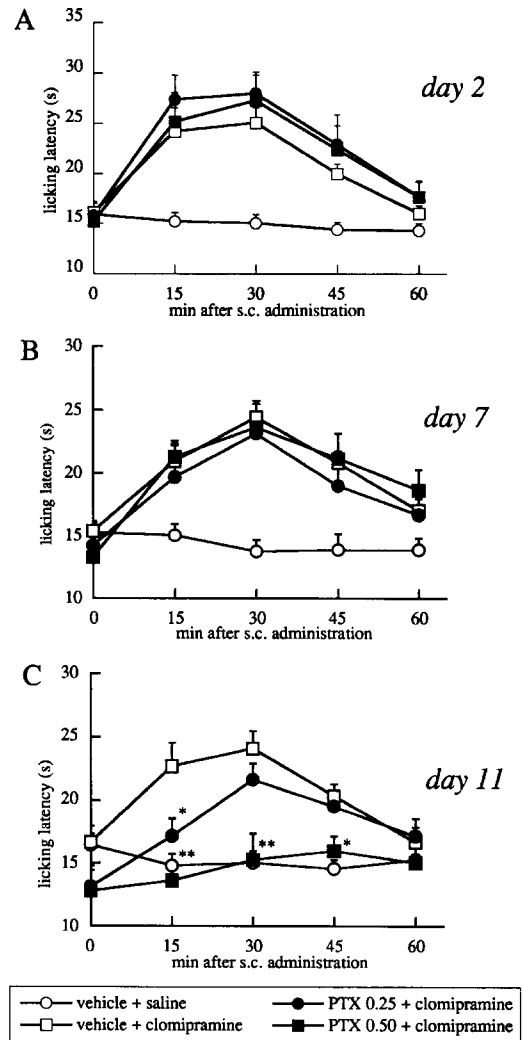 A
day 2
licking latency (s)
35
30
25
20
15
10
0 15 30 45 60
min after s.c. administration
B
day 7
licking latency (s)
30
25
20
15
10
0 15 30 45 60
min after s.c. administration
C
day 11
licking latency (s)
30
25
20
15
10
*
**
**
*
0 15 30 45 60
min after s.c. administration
vehicle + saline
PTX 0.25 + clomipramine
vehicle + clomipramine
PTX 0.50 + clomipramine